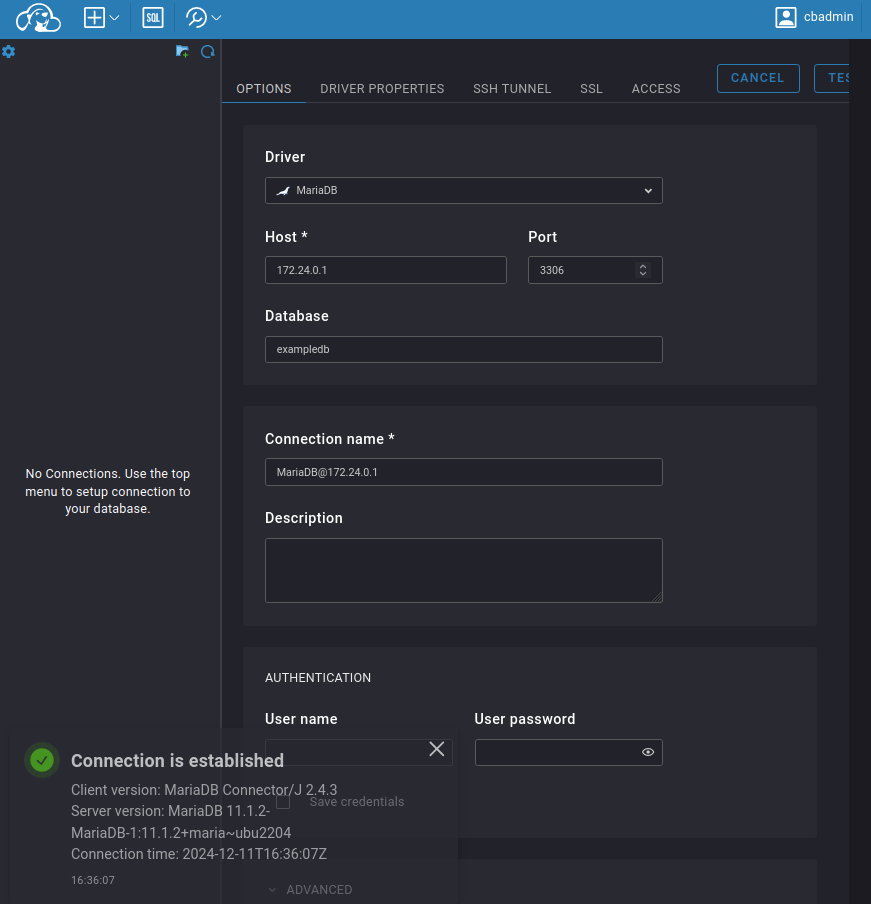 SQL
cbadmin
OPTIONS
DRIVER PROPERTIES
SSH TUNNEL
SSL
ACCESS
CANCEL
TES
Driver
MariaDB
Host *
Port
172.24.0.1
3306
Database
exampledb
Connection name *
MariaDB@172.24.0.1
Description
No Connections. Use the top
menu to setup connection to
your database.
AUTHENTICATION
User name
User password
Save credentials
ADVANCED
Connection is established
Client version: MariaDB Connector/J 2.4.3
Server version: MariaDB 11.1.2-
MariaDB-1:11.1.2+maria~ubu2204
Connection time: 2024-12-11T16:36:07Z
16:36:07